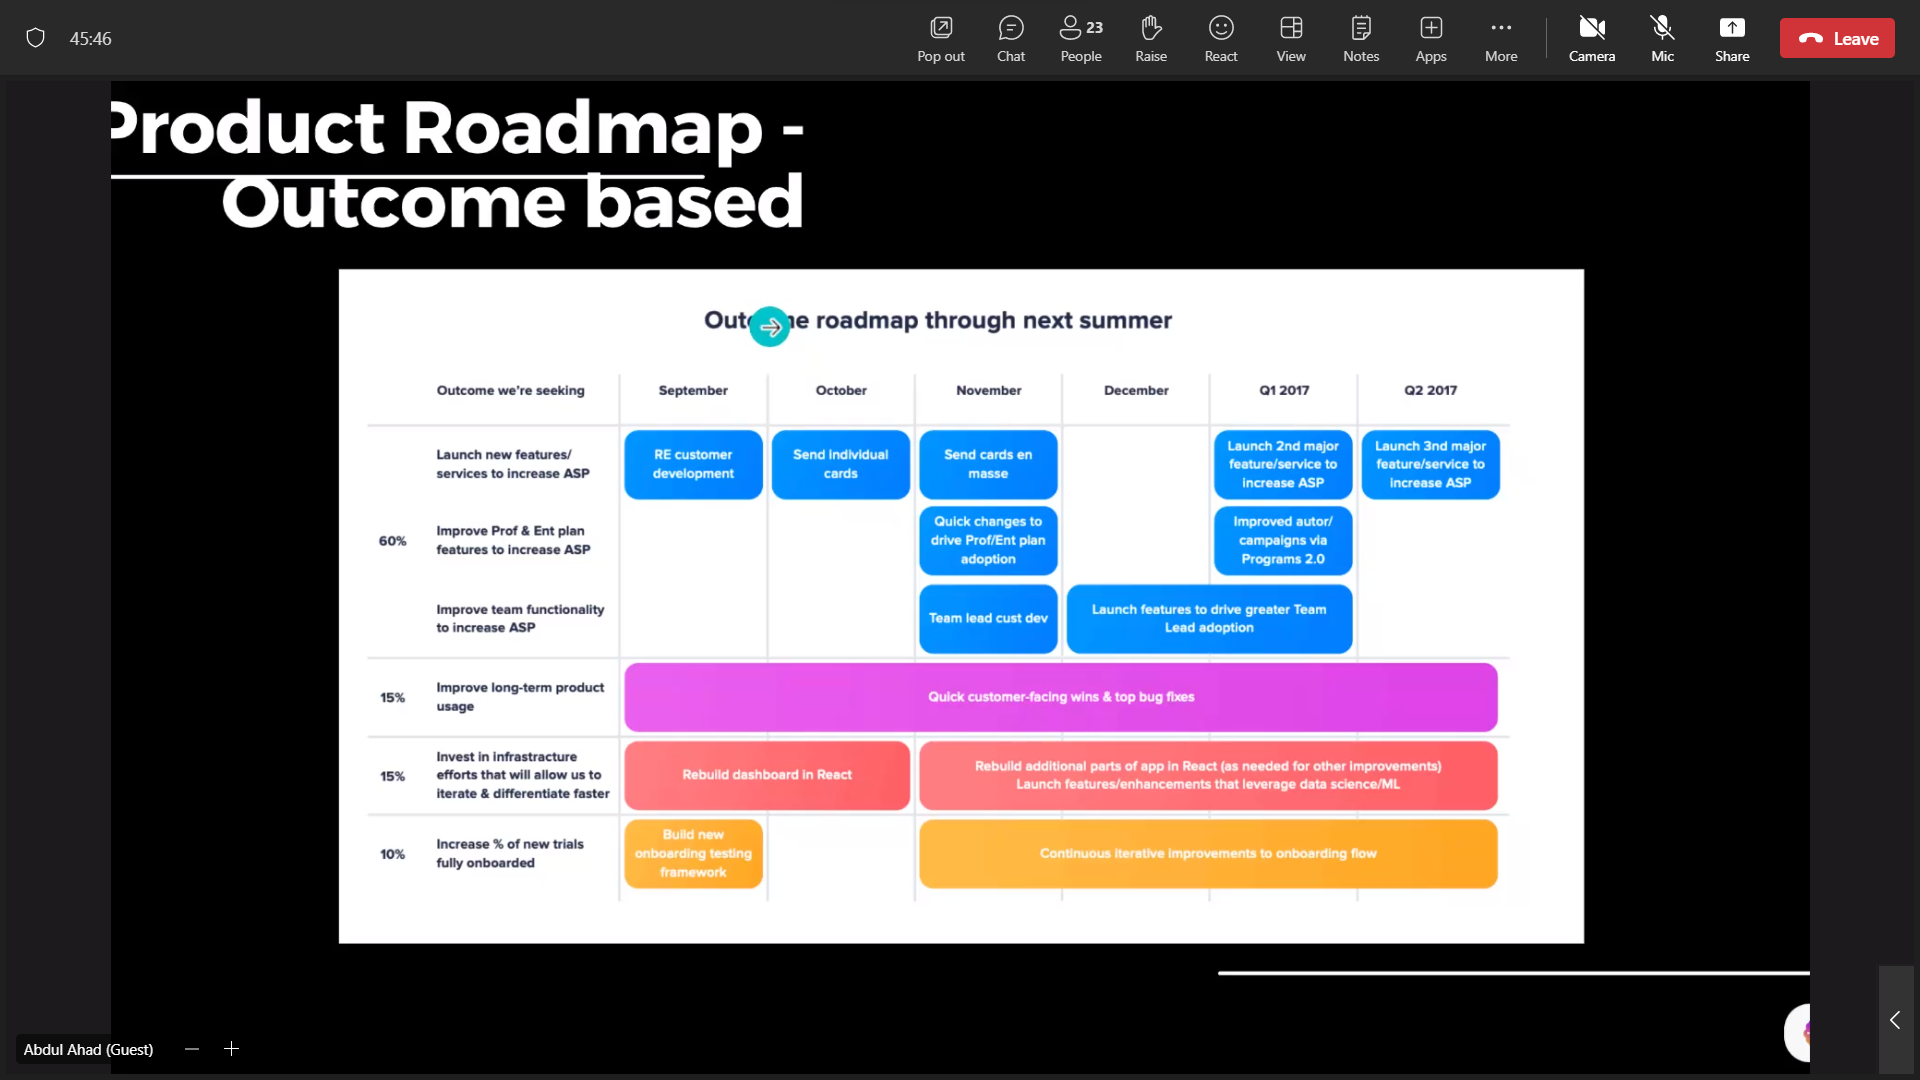 45:46
Pop out
Chat
23
People
Raise
React
View
Notes
Apps
More
Camera
Mic
Share
Leave
Product Roadmap -
Outcome based
roadmap through next summer
Outcome we're seeking
September
October
November
December
Q1 2017
Q2 2017
Launch new features/
services to increase ASP
RE customer
development
Send individual
cards
Send cards en
masse
Launch 2nd major
feature/service to
increase ASP
Launch 3nd major
feature/service to
increase ASP
60%
Improve Prof & Ent plan
features to increase ASP
Quick changes to
drive Prof/Ent plan
adoption
Improved autor/
campaigns via
Programs 2.0
Improve team functionality
to increase ASP
Team lead cust dev
Launch features to drive greater Team
Lead adoption
15%
Improve long-term product
usage
Quick customer-facing wins & top bug fixes
15%
Invest in infrastracture
efforts that will allow us to
iterate & differentiate faster
Rebuild dashboard in React
Rebuild additional parts of app in React (as needed for other improvements)
Launch features/enhancements that leverage data science/ML
10%
Increase % of new trials
fully onboarded
Build new
onboarding testing
framework
Continuous iterative improvements to onboarding flow
Abdul Ahad (Guest)